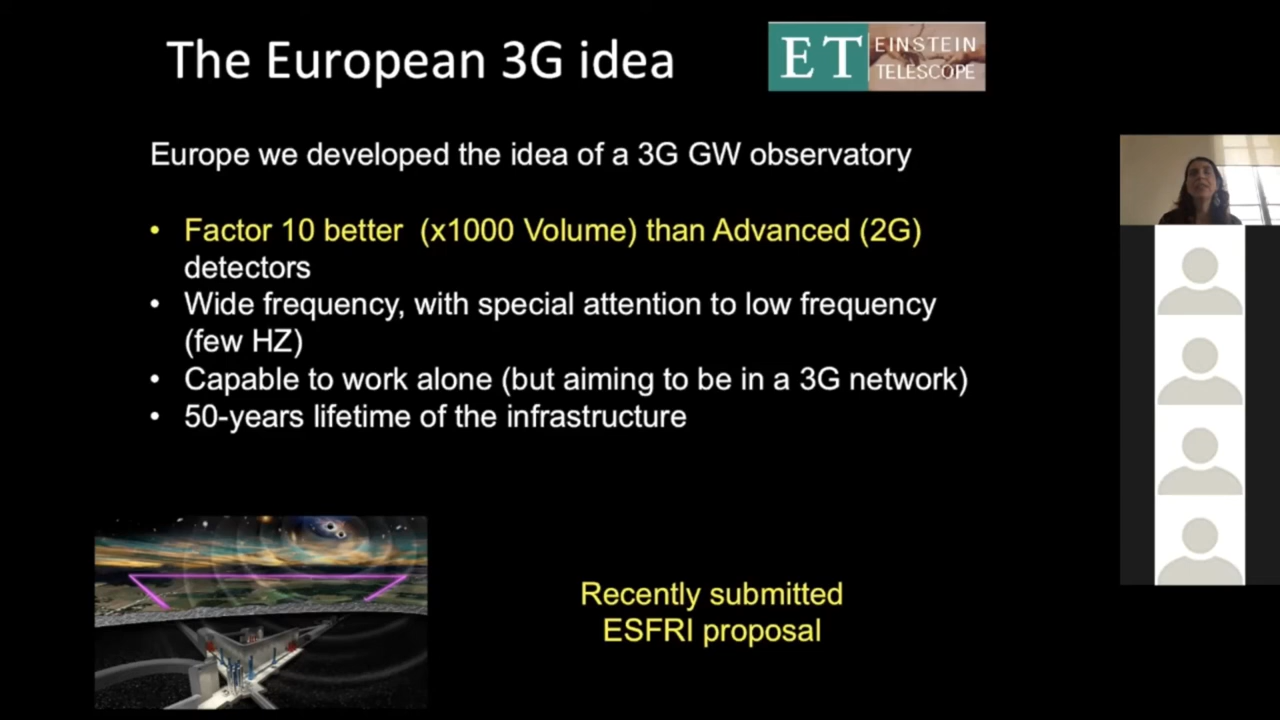 The European 3G idea
ET
EINSTEIN
TELESCOPE
Europe we developed the idea of a 3G GW observatory
• Factor 10 better (x1000 Volume) than Advanced (2G)
detectors
• Wide frequency, with special attention to low frequency
(few HZ)
• Capable to work alone (but aiming to be in a 3G network)
• 50-years lifetime of the infrastructure
Recently submitted
ESFRI proposal